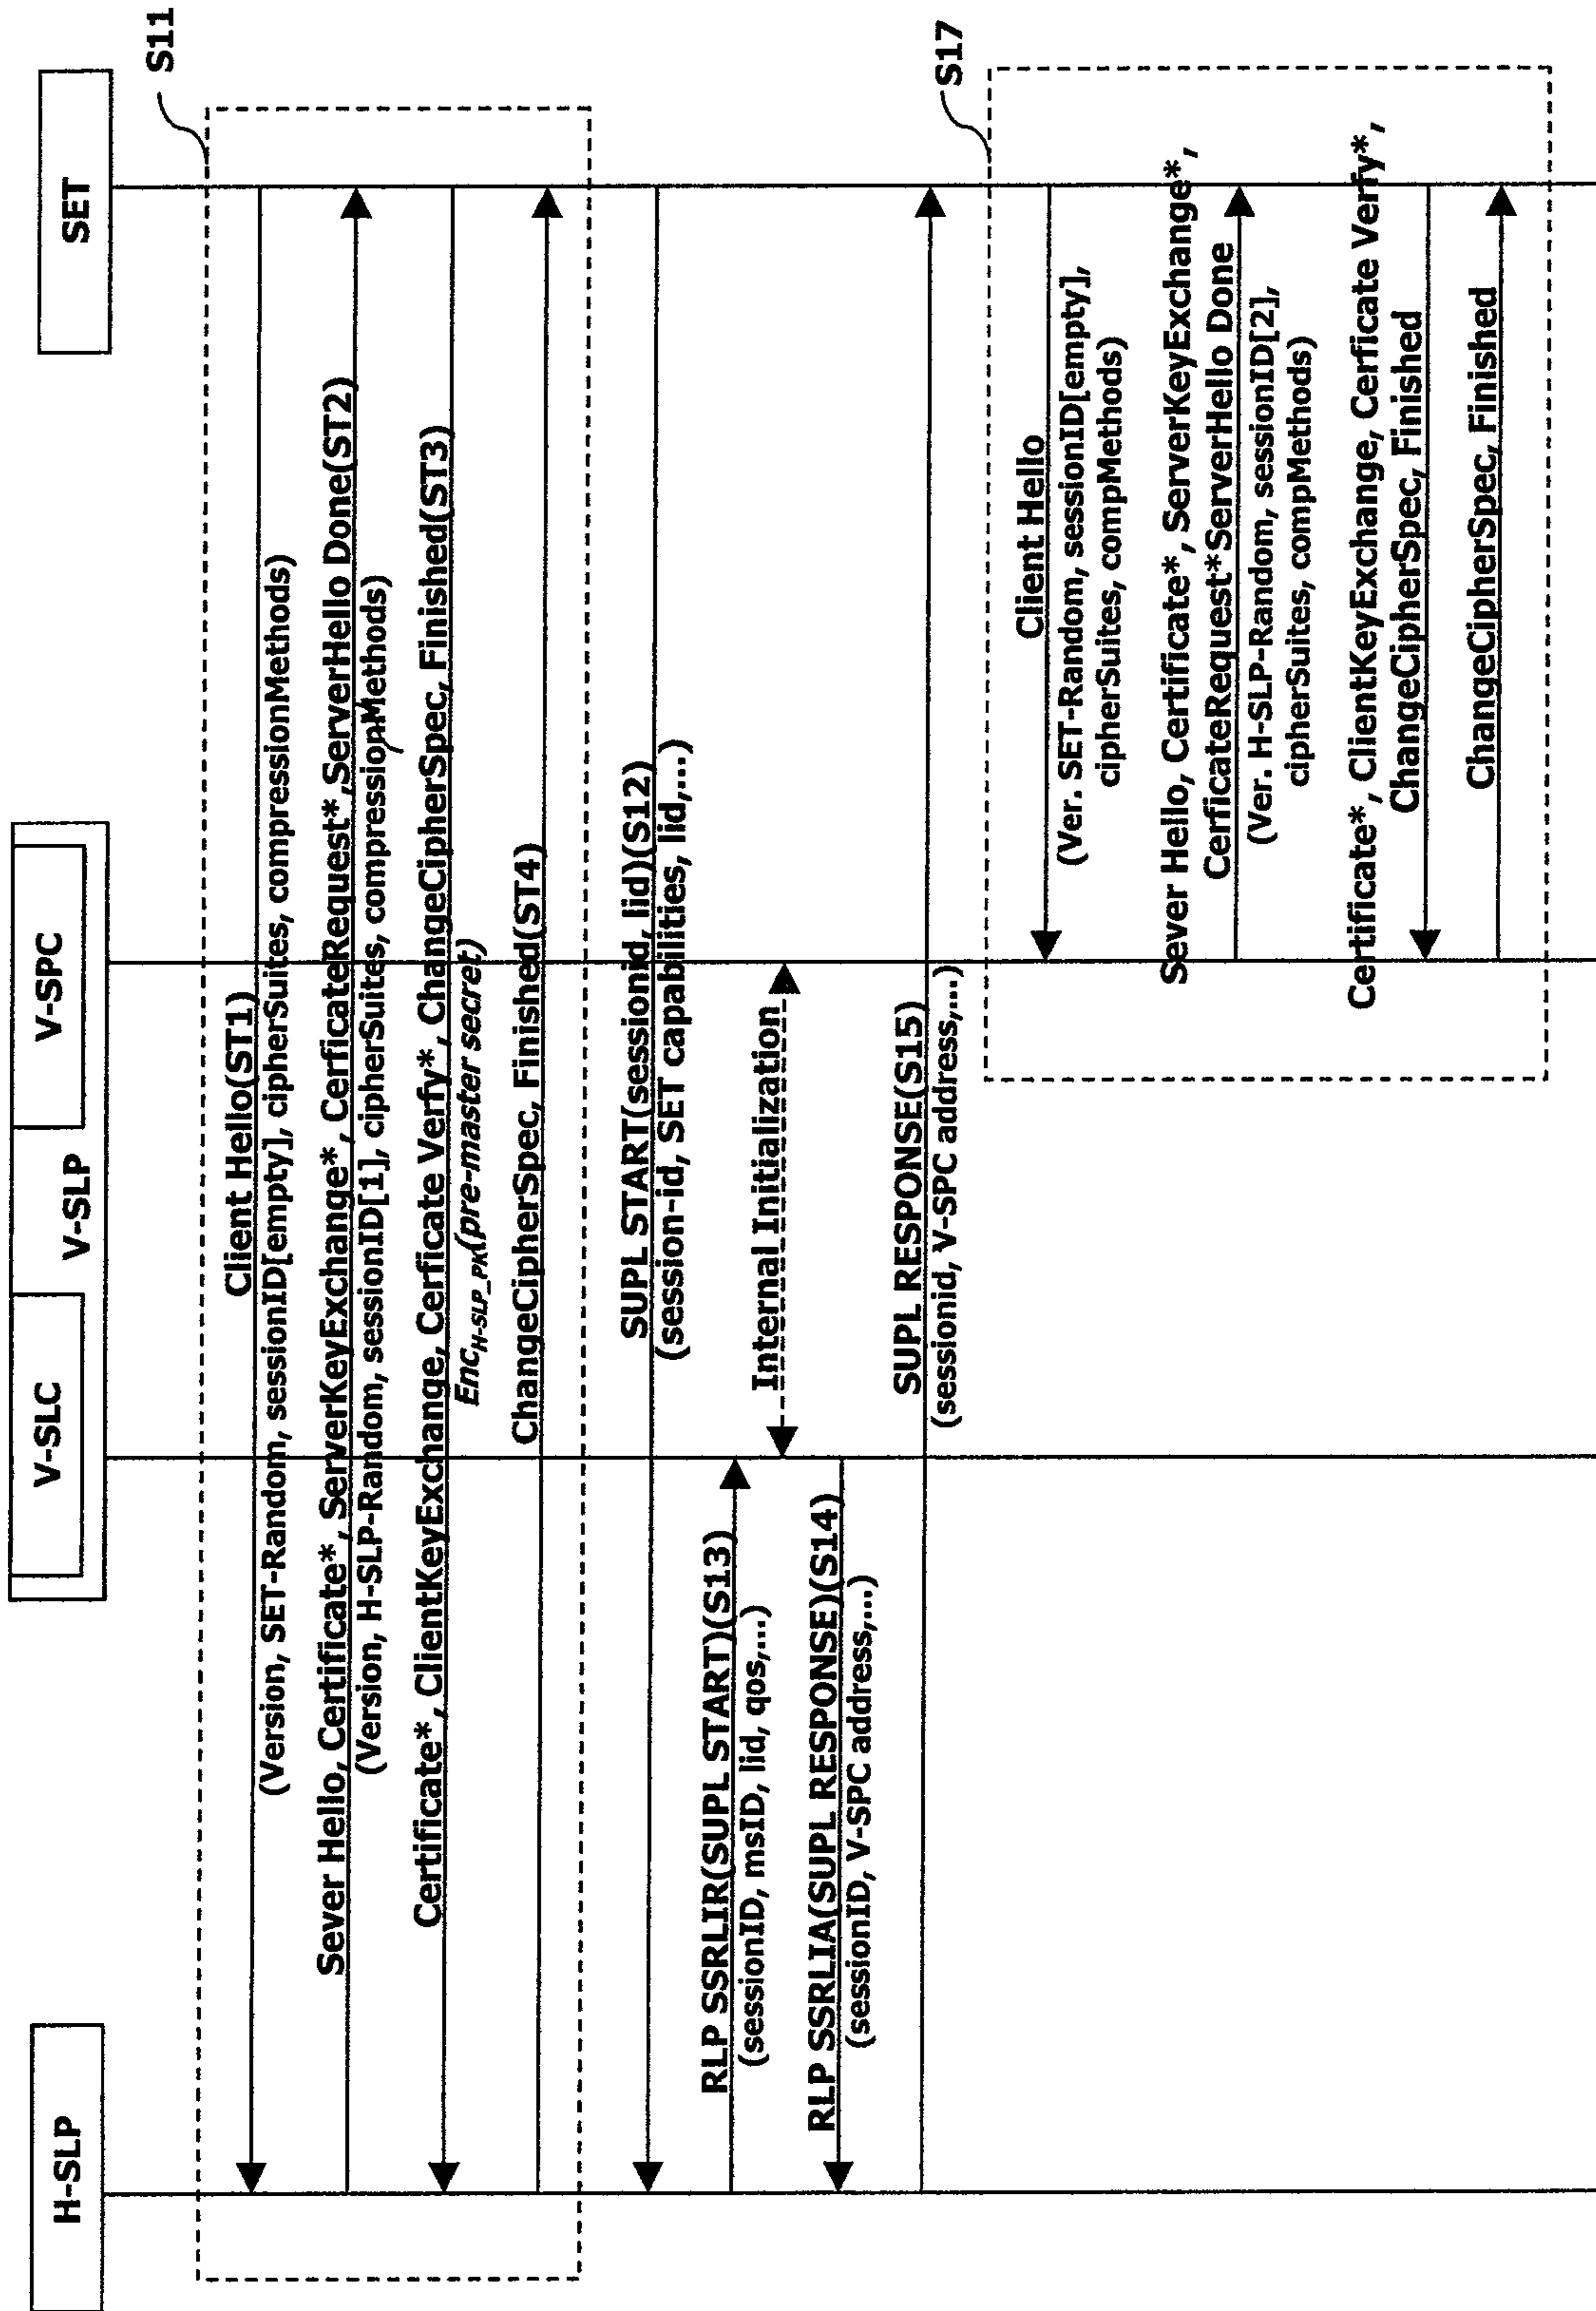 H-SLP
V-SLC
V-SLP
V-SPC
SET
S11
Client Hello(ST1)
(Version, SET-Random, sessionID[empty], cipherSuites, compressionMethods)
Sever Hello, Certificate*, ServerKeyExchange*, CerficateRequest*,ServerHello Done(ST2)
(Version, H-SLP-Random, sessionID[1], cipherSuites, compressionMethods)
Certificate*, ClientKeyExchange, Cerficate Verfy*, ChangeCipherSpec, Finished(ST3)
EncH-SLP_PK(pre-master secret)
ChangeCipherSpec, Finished(ST4)
SUPL START(sessionid, lid)(S12)
(session-id, SET capabilities, lid,...)
RLP SSRLIR(SUPL START)(S13)
(sessionID, msID, lid, qos,...)
Internal Initialization
RLP SSRLIA(SUPL RESPONSE)(S14)
(sessionID, V-SPC address,...)
SUPL RESPONSE(S15)
(sessionid, V-SPC address,...)
S17
Client Hello
(Ver. SET-Random, sessionID[empty],
cipherSuites, compMethods)
Sever Hello, Certificate*, ServerKeyExchange*,
CerficateRequest*ServerHello Done
(Ver. H-SLP-Random, sessionID[2],
cipherSuites, compMethods)
Certificate*, ClientKeyExchange, Cerficate Verfy*,
ChangeCipherSpec, Finished
ChangeCipherSpec, Finished